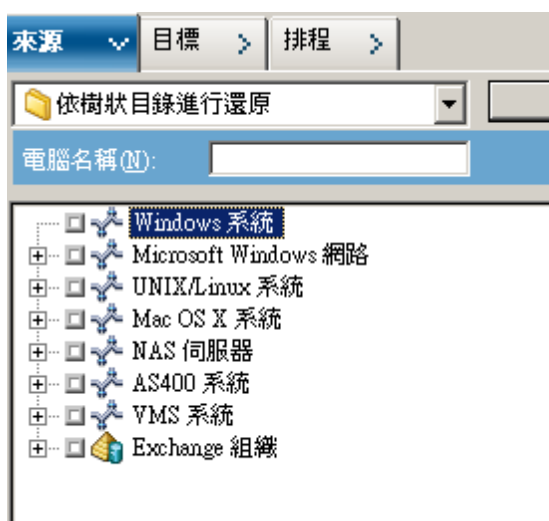 來源 目標 排程
依樹狀目錄進行還原
電腦名稱(N):
Windows 系統
Microsoft Windows 網路
UNIX/Linux 系統
Mac OS X 系統
NAS 伺服器
AS400 系統
VMS 系統
Exchange 組織